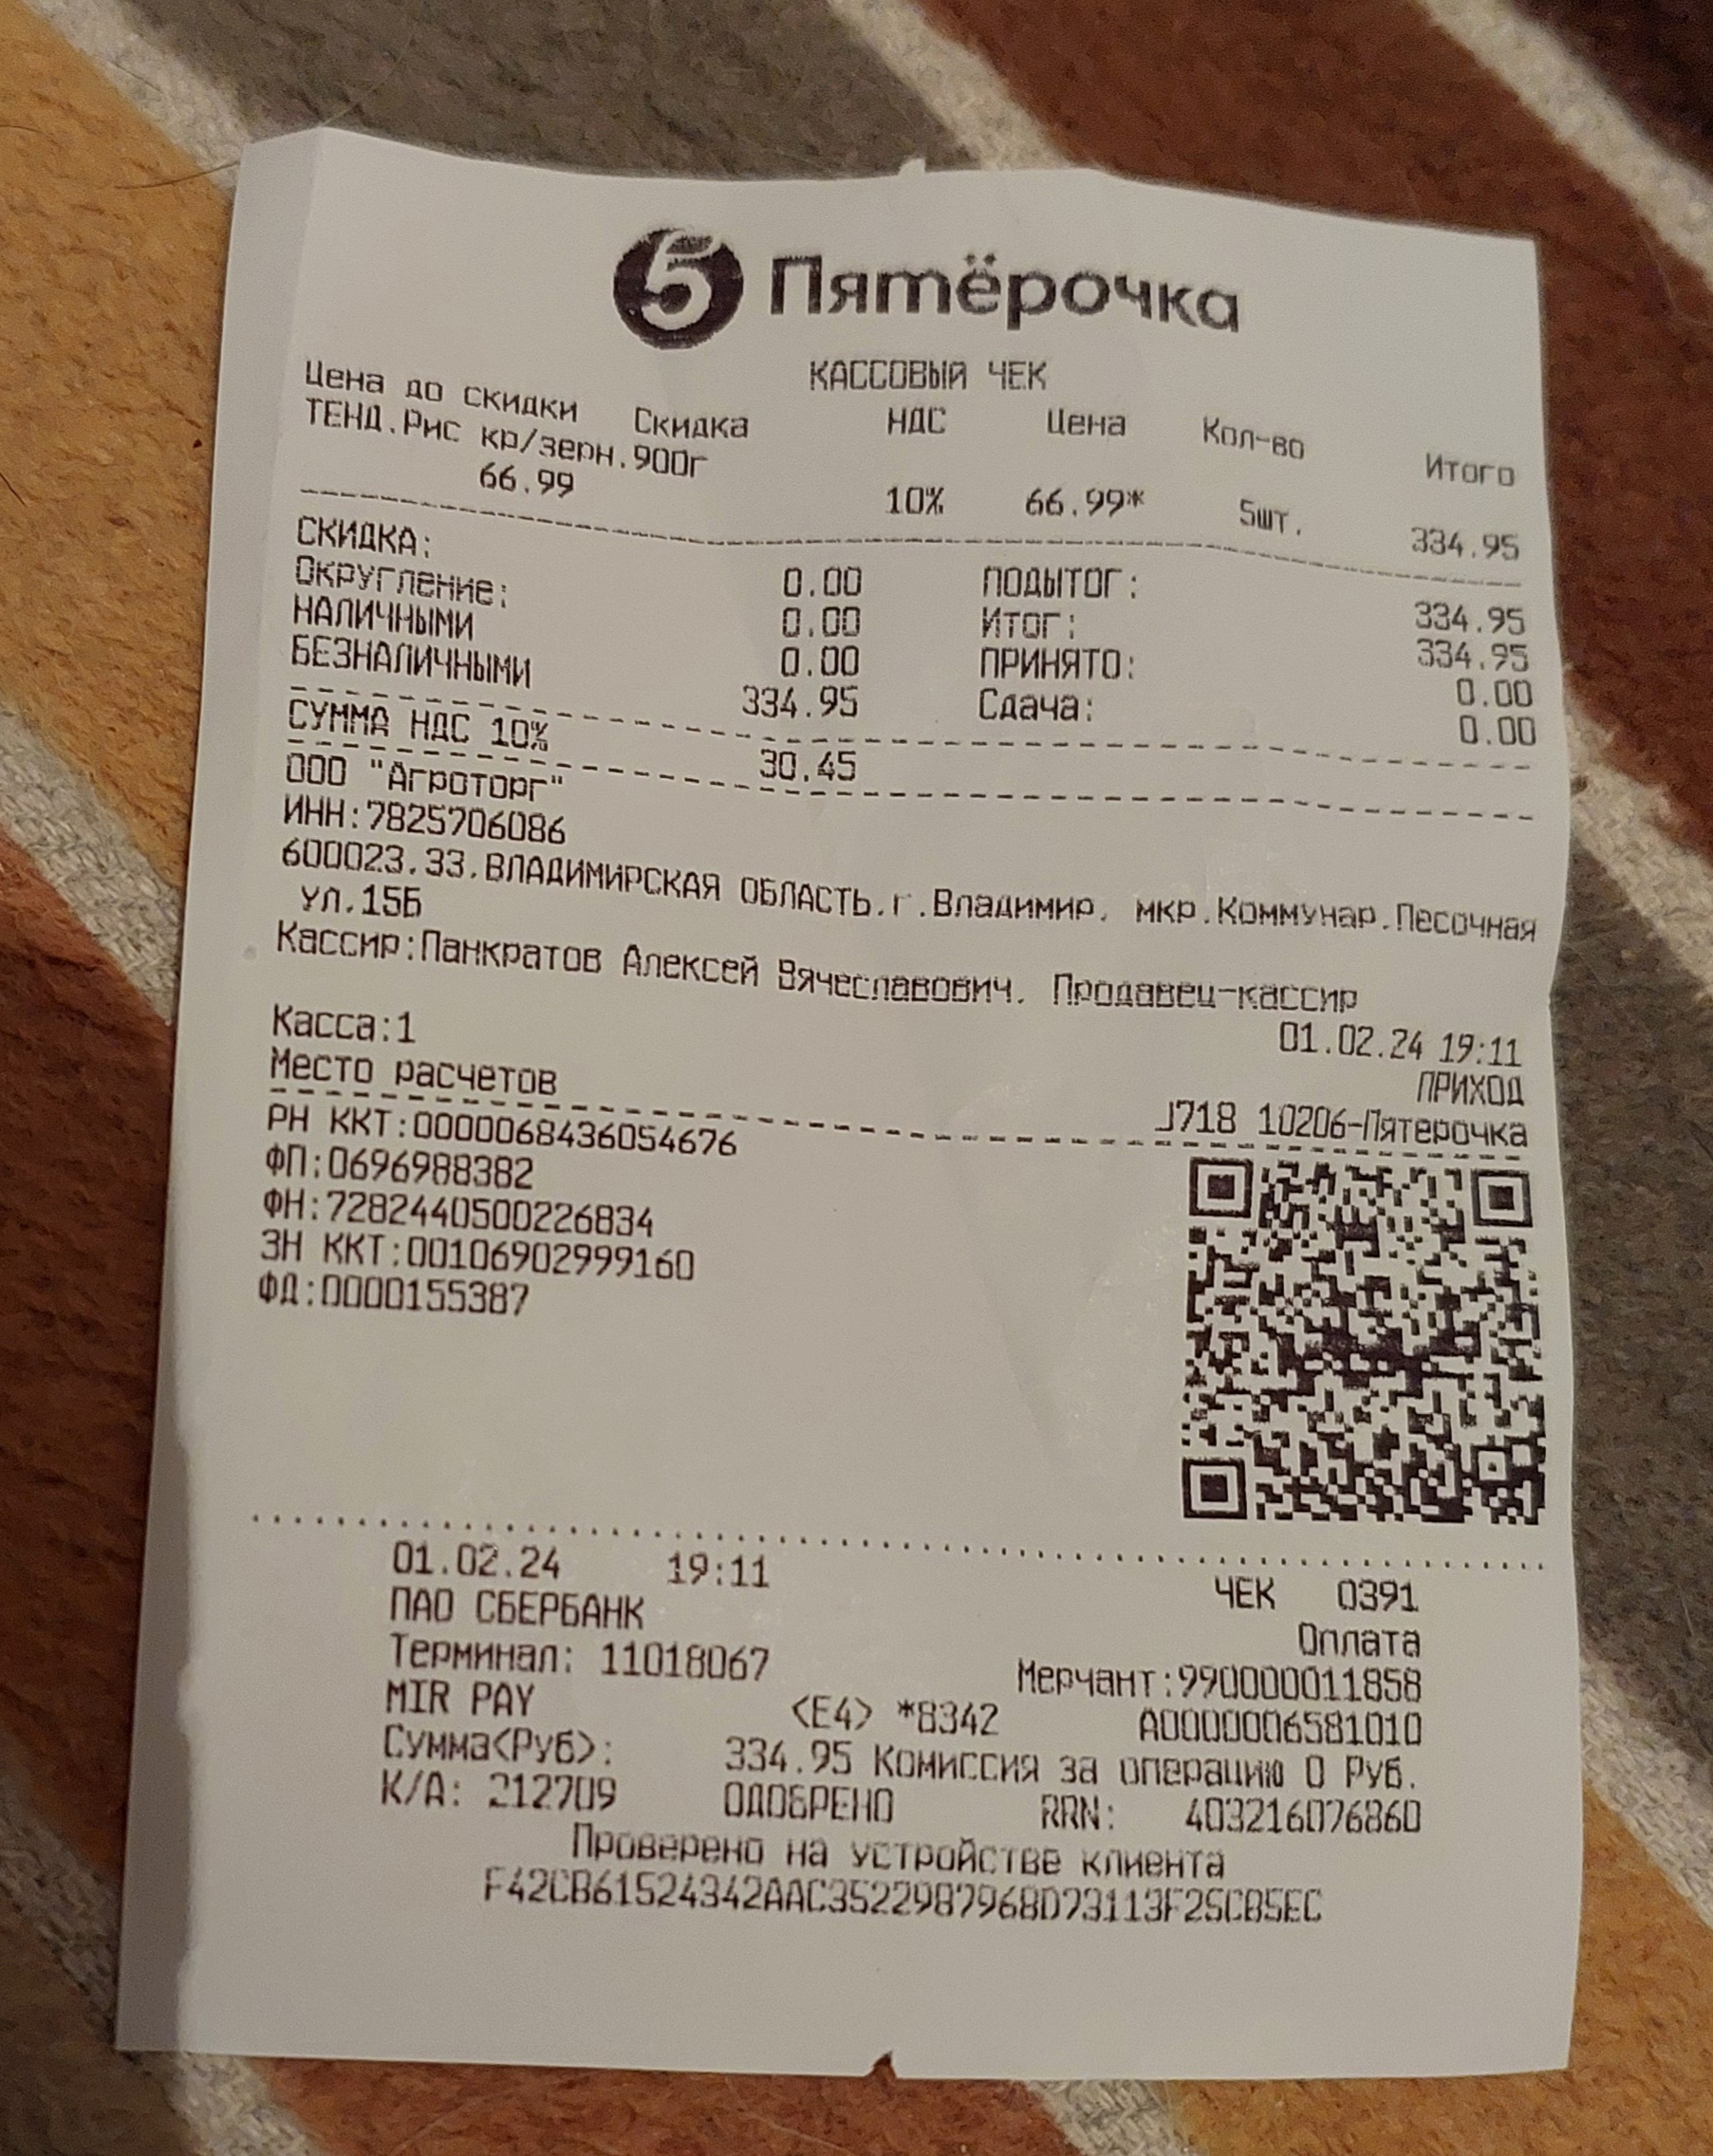 5 Пятёрочка
КАССОВЫЙ ЧЕК
Цена до скидки Скидка НДС Цена Кол-во Итого
ТЕНД.Рис кр/зерн.900г
66.99 10% 66.99* 5шт. 334.95
СКИДКА: 0.00 ПОДЫТОГ: 334.95
ОКРУГЛЕНИЕ: 0.00 ИТОГ: 334.95
НАЛИЧНЫМИ 0.00 ПРИНЯТО: 0.00
БЕЗНАЛИЧНЫМИ 334.95 Сдача: 0.00
СУММА НДС 10% 30.45
ООО "Агроторг"
ИНН:7825706086
600023.33.ВЛАДИМИРСКАЯ ОБЛАСТЬ.г.Владимир. мкр.Коммунар.Песочная
ул.15Б
Кассир:Панкратов Алексей Вячеславович. Продавец-кассир
01.02.24 19:11
Касса:1 ПРИХОД
Место расчетов J718 10206-Пятерочка
РН ККТ:0000068436054676
ФП:0696988382
ФН:7282440500226834
ЗН ККТ:00106902999160
ФД:0000155387
01.02.24 19:11 ЧЕК 0391
ПАО СБЕРБАНК Оплата
Терминал: 11018067 Мерчант:990000011858
MIR PAY <E4> *8342 A0000006581010
Сумма<Руб>: 334.95 Комиссия за операцию 0 Руб.
К/А: 212709 ОДОБРЕНО RRN: 403216076860
Проверено на устройстве клиента
F42CB61524342AAC3522987968D73113F25CB5EC